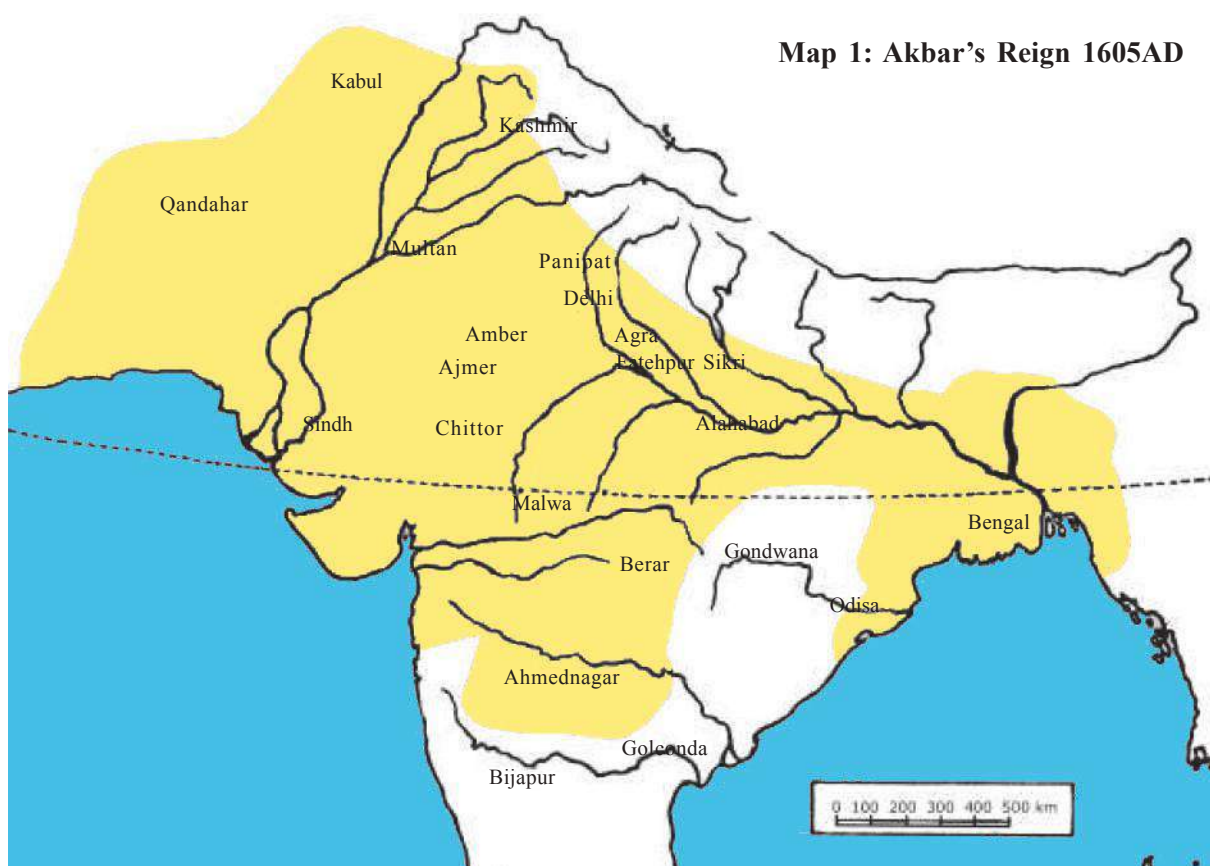 Map 1: Akbar's Reign 1605AD
Kabul
Kashmir
Qandahar
Multan
Panipat
Delhi
Amber
Agra
Ajmer
Fatehpur Sikri
Sindh
Chittor
Alahabad
Malwa
Bengal
Gondwana
Berar
Odisa
Ahmednagar
Golconda
Bijapur
0 100 200 300 400 500 km